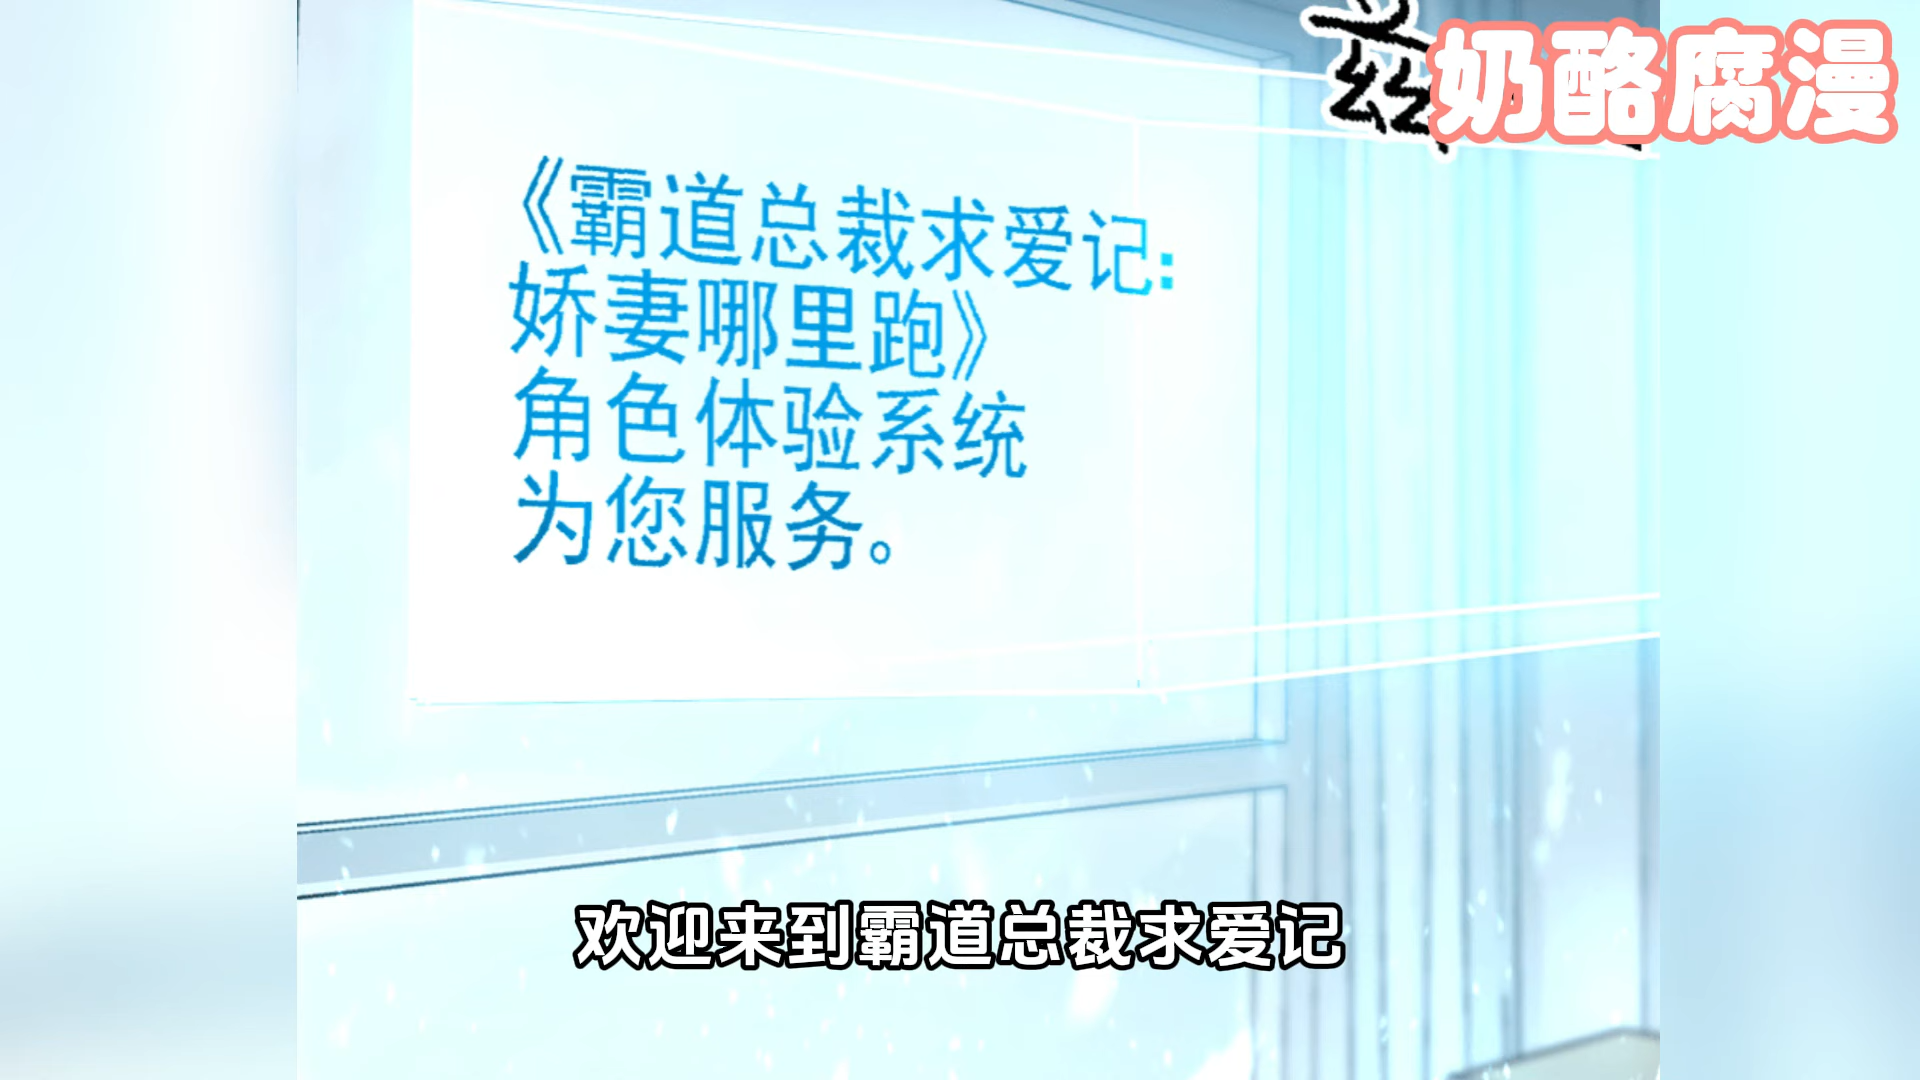 奶酪腐漫
《霸道总裁求爱记:
娇妻哪里跑》
角色体验系统
为您服务。
欢迎来到霸道总裁求爱记